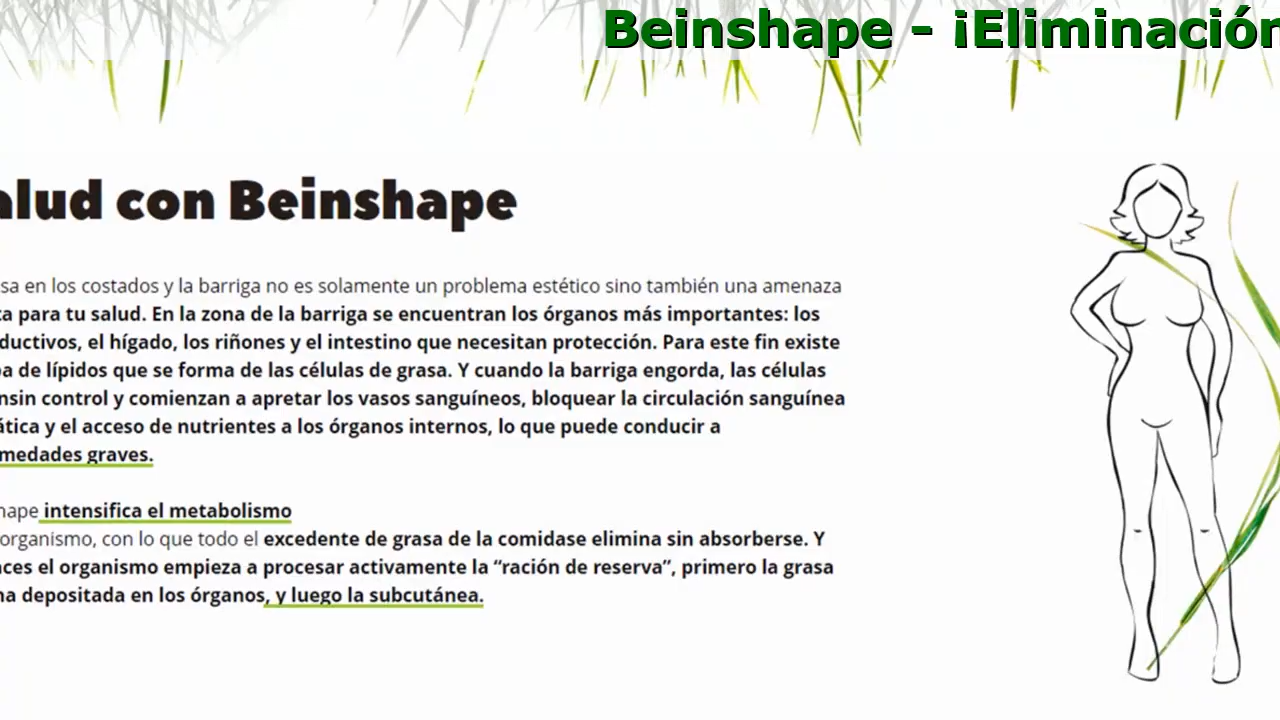 Beinshape - ¡Eliminación
alud con Beinshape
sa en los costados y la barriga no es solamente un problema estético sino también una amenaza
ta para tu salud. En la zona de la barriga se encuentran los órganos más importantes: los
ductivos, el hígado, los riñones y el intestino que necesitan protección. Para este fin existe
pa de lípidos que se forma de las células de grasa. Y cuando la barriga engorda, las células
nsin control y comienzan a apretar los vasos sanguíneos, bloquear la circulación sanguínea
ática y el acceso de nutrientes a los órganos internos, lo que puede conducir a
medades graves.
hape intensifica el metabolismo
organismo, con lo que todo el excedente de grasa de la comidase elimina sin absorberse. Y
nces el organismo empieza a procesar activamente la “ración de reserva”, primero la grasa
na depositada en los órganos, y luego la subcutánea.